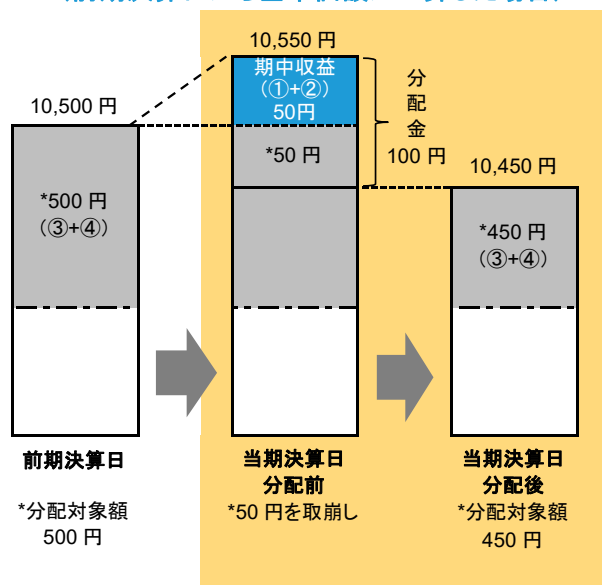 10,550 円
期中収益
(①+②)
50円
分
配
金
100 円
10,500 円
*50 円
10,450 円
*500 円
(③+④)
*450 円
(③+④)
前期決算日
当期決算日
分配前
当期決算日
分配後
*分配対象額
500 円
*50 円を取崩し
*分配対象額
450 円